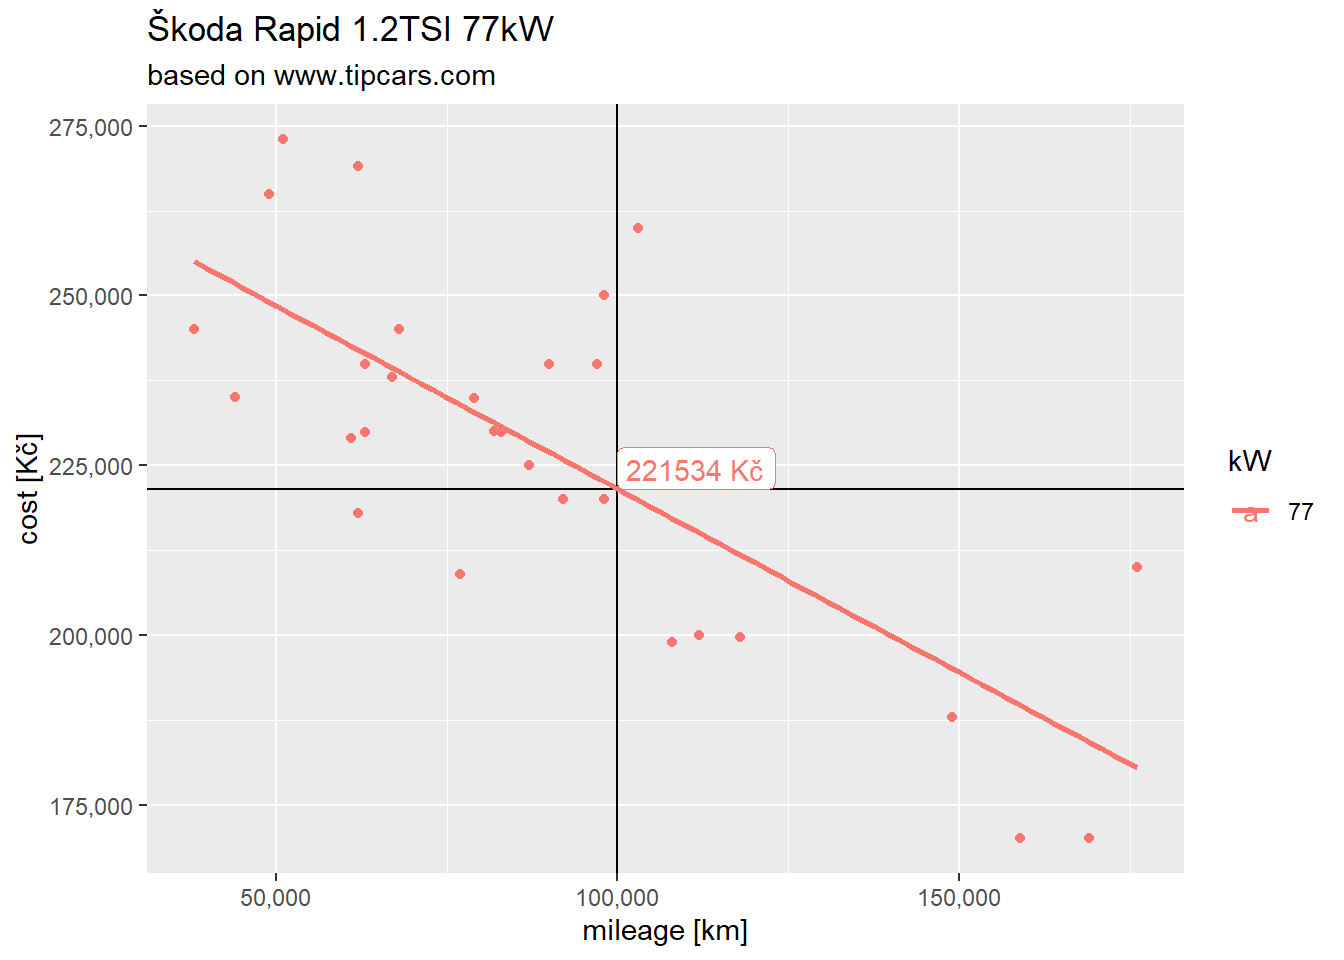 Škoda Rapid 1.2TSI 77kW
based on www.tipcars.com
275,000
250,000
225,000
200,000
175,000
cost [Kč]
221534 Kč
kW
a 77
50,000 100,000 150,000
mileage [km]